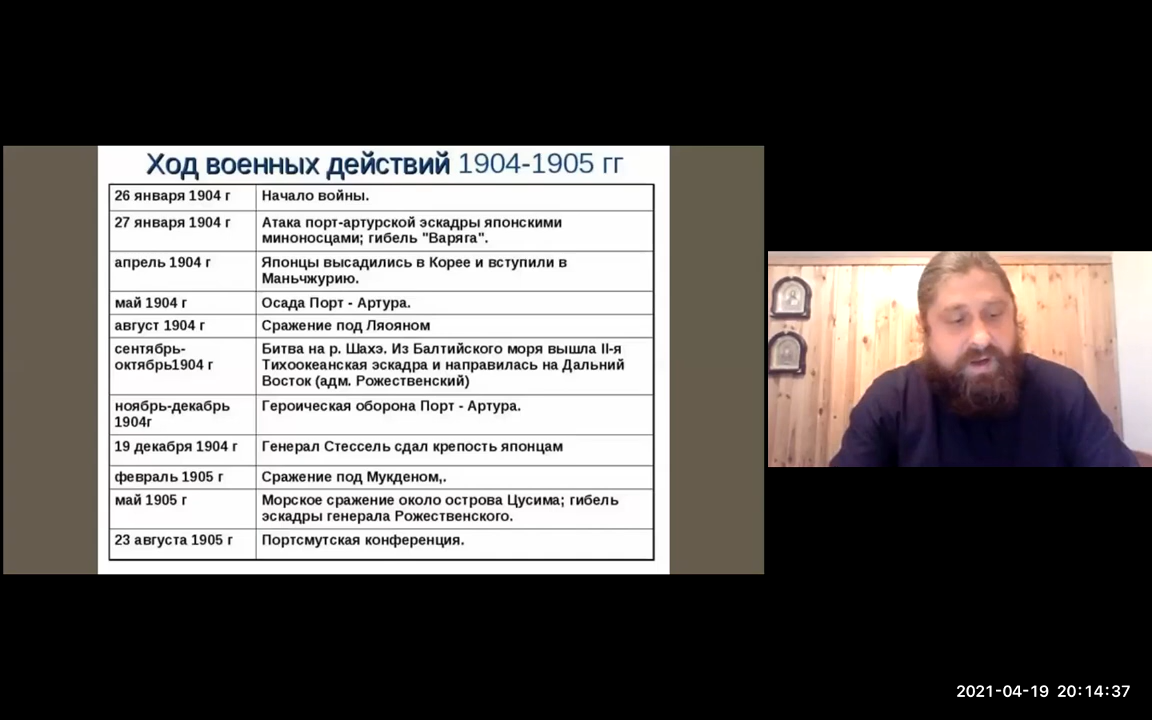 Ход военных действий 1904-1905 гг
26 января 1904 г
Начало войны.
27 января 1904 г
Атака порт-артурской эскадры японскими
миноносцами; гибель "Варяга".
апрель 1904 г
Японцы высадились в Корее и вступили в
Маньчжурию.
май 1904 г
Осада Порт - Артура.
август 1904 г
Сражение под Ляояном
сентябрь-
октябрь1904 г
Битва на р. Шахэ. Из Балтийского моря вышла II-я
Тихоокеанская эскадра и направилась на Дальний
Восток (адм. Рожественский)
ноябрь-декабрь
1904г
Героическая оборона Порт - Артура.
19 декабря 1904 г
Генерал Стессель сдал крепость японцам
февраль 1905 г
Сражение под Мукденом,.
май 1905 г
Морское сражение около острова Цусима; гибель
эскадры генерала Рожественского.
23 августа 1905 г
Портсмутская конференция.
2021-04-19 20:14:37